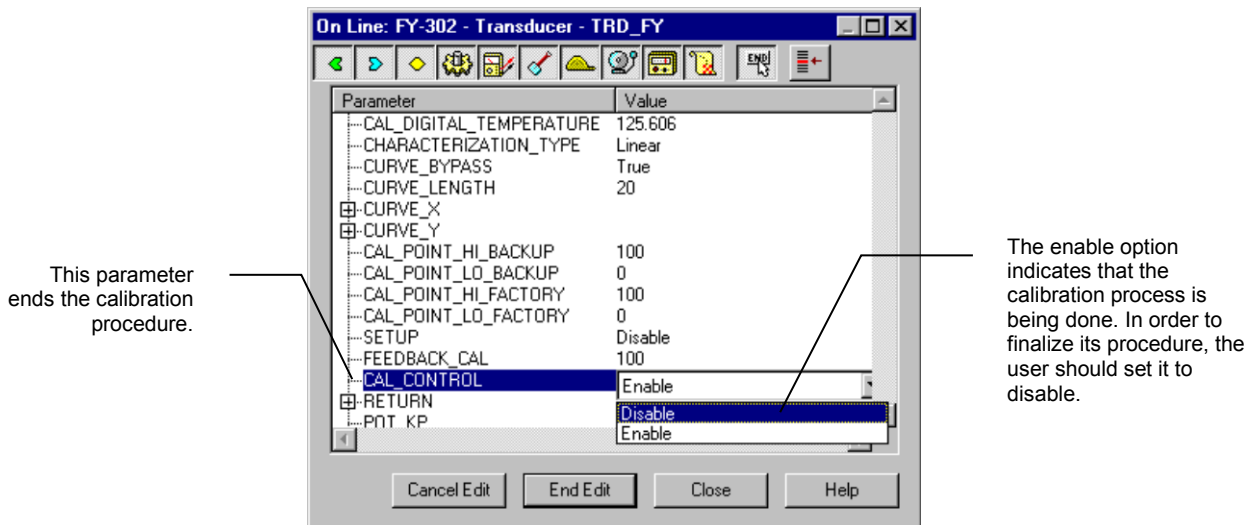 On Line: FY-302 - Transducer - TRD_FY
END
Parameter Value
CAL_DIGITAL_TEMPERATURE 125.606
CHARACTERIZATION_TYPE Linear
CURVE_BYPASS True
CURVE_LENGTH 20
CURVE_X
CURVE_Y
CAL_POINT_HI_BACKUP 100
CAL_POINT_LO_BACKUP 0
CAL_POINT_HI_FACTORY 100
CAL_POINT_LO_FACTORY 0
SETUP Disable
FEEDBACK_CAL 100
CAL_CONTROL Enable
RETURN Disable
POT_KP Enable
Cancel Edit End Edit Close Help
This parameter
ends the calibration
procedure.
The enable option
indicates that the
calibration process is
being done. In order to
finalize its procedure, the
user should set it to
disable.